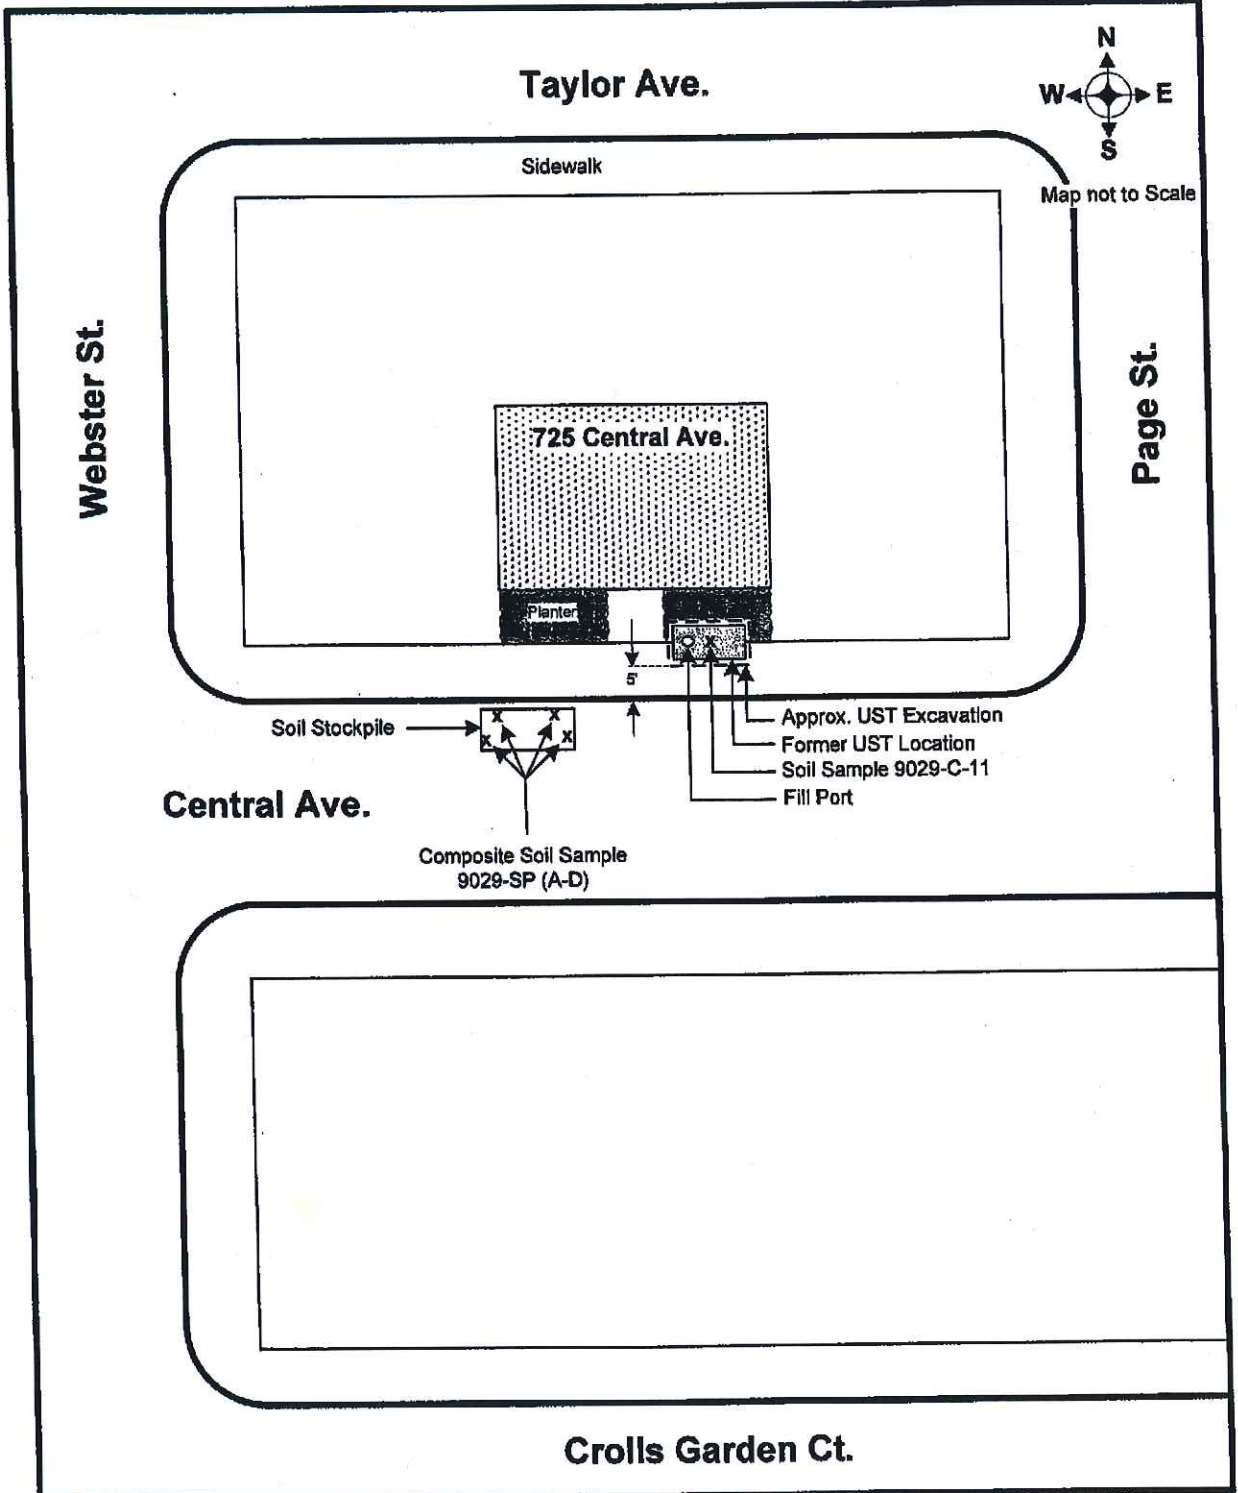 N
Taylor Ave.
W E
S
Sidewalk
Map not to Scale
Webster St.
Page St.
725 Central Ave.
Planter
x
5'
Soil Stockpile
x x
x x
Approx. UST Excavation
Former UST Location
Soil Sample 9029-C-11
Fill Port
Central Ave.
Composite Soil Sample
9029-SP (A-D)
Crolls Garden Ct.